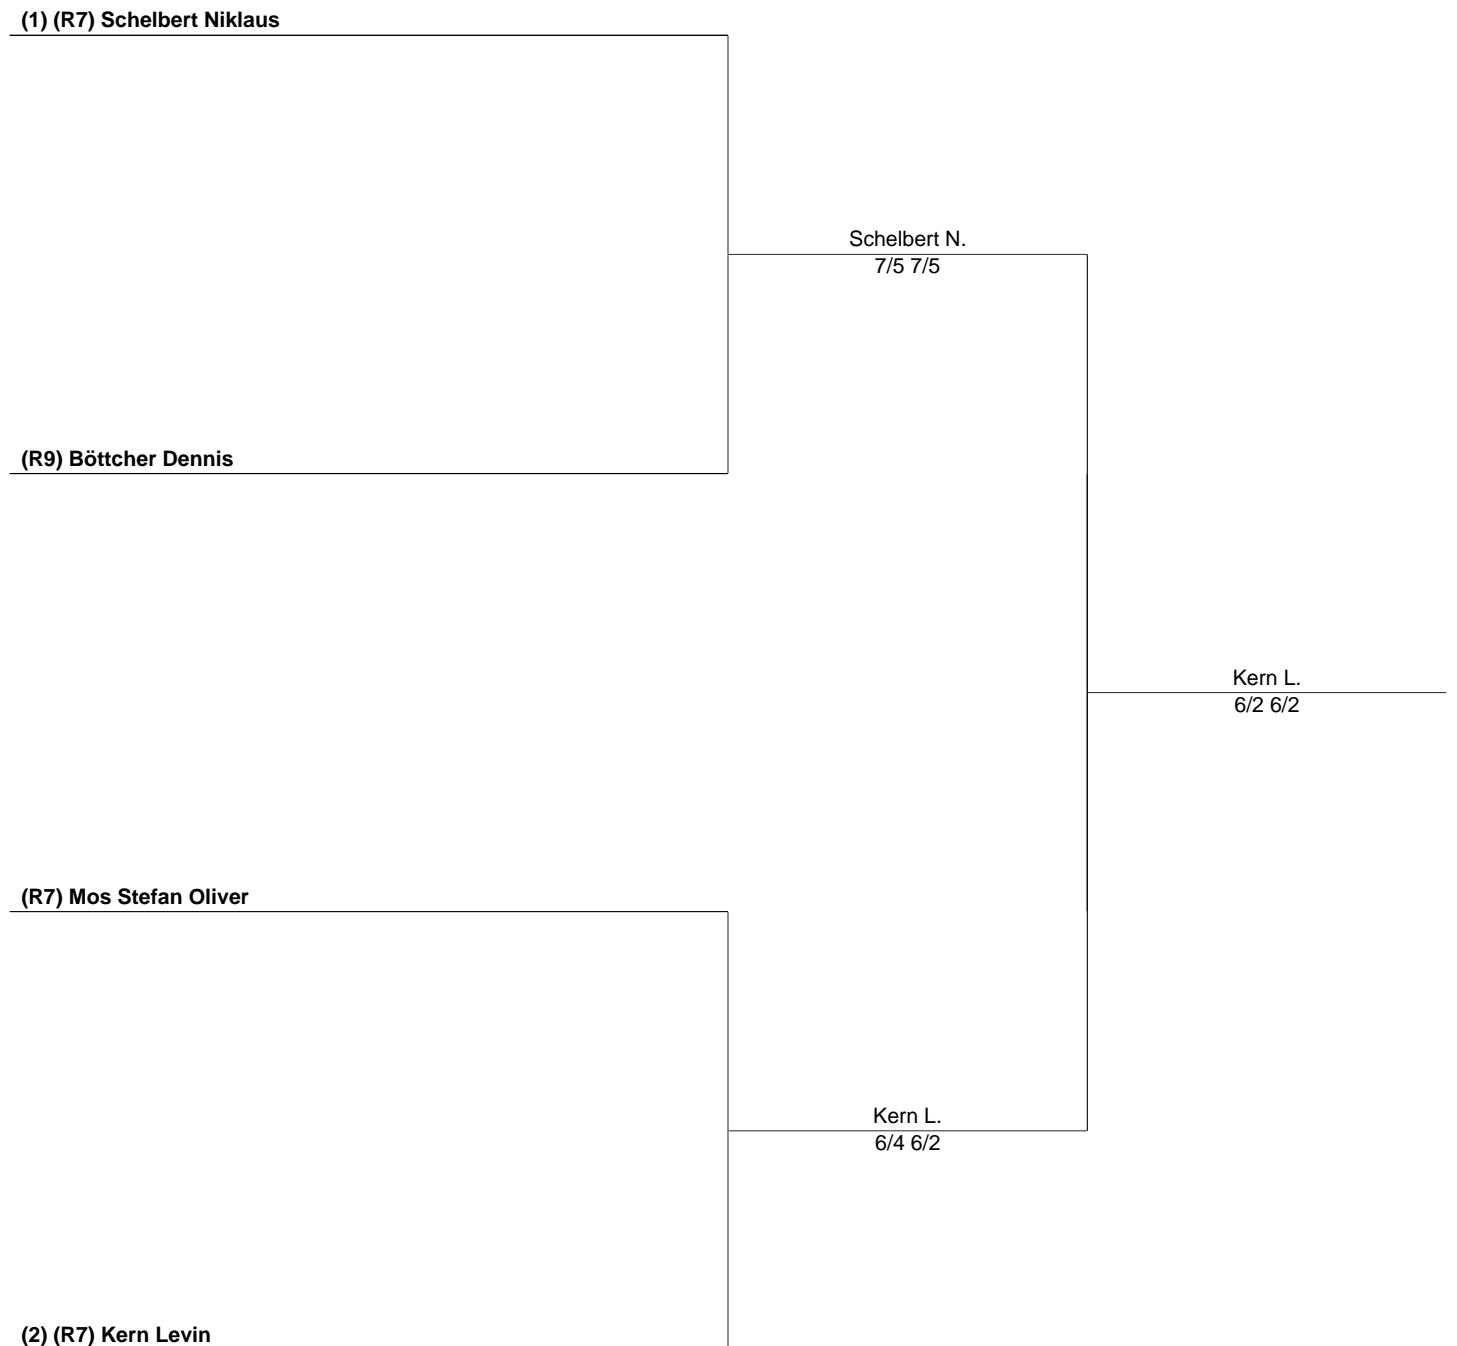 (1) (R7) Schelbert Niklaus
Schelbert N.
7/5 7/5
(R9) Böttcher Dennis
Kern L.
6/2 6/2
(R7) Mos Stefan Oliver
Kern L.
6/4 6/2
(2) (R7) Kern Levin